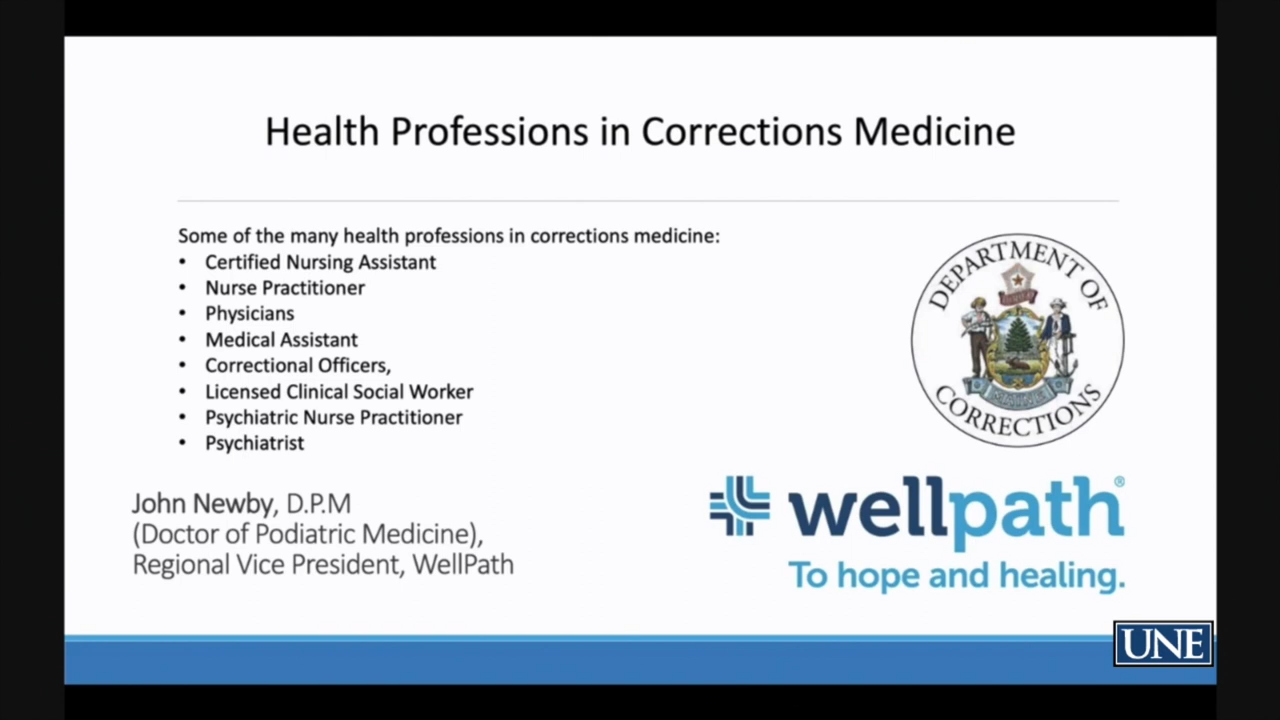 Health Professions in Corrections Medicine
Some of the many health professions in corrections medicine:
• Certified Nursing Assistant
• Nurse Practitioner
• Physicians
• Medical Assistant
• Correctional Officers,
• Licensed Clinical Social Worker
• Psychiatric Nurse Practitioner
• Psychiatrist
DEPARTMENT OF
CORRECTIONS
John Newby, D.P.M
(Doctor of Podiatric Medicine),
Regional Vice President, WellPath
wellpath®
To hope and healing.
UNE